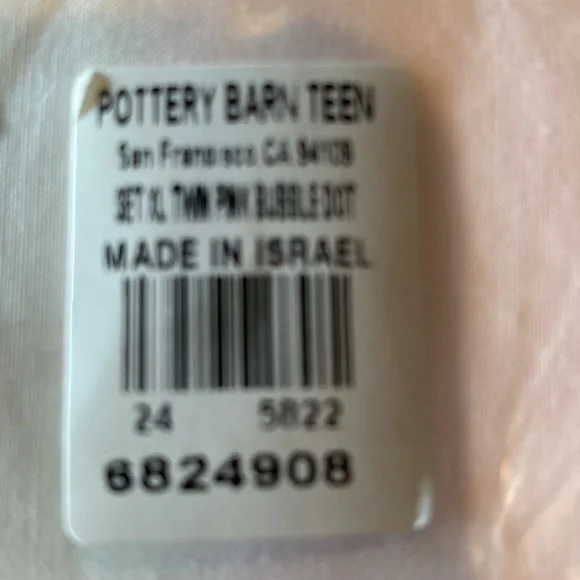 POTTERY BARN TEEN
San Francisco CA 94109
SET XL TWIN PINK BUBBLE DOT
MADE IN ISRAEL
24 5822
6824908